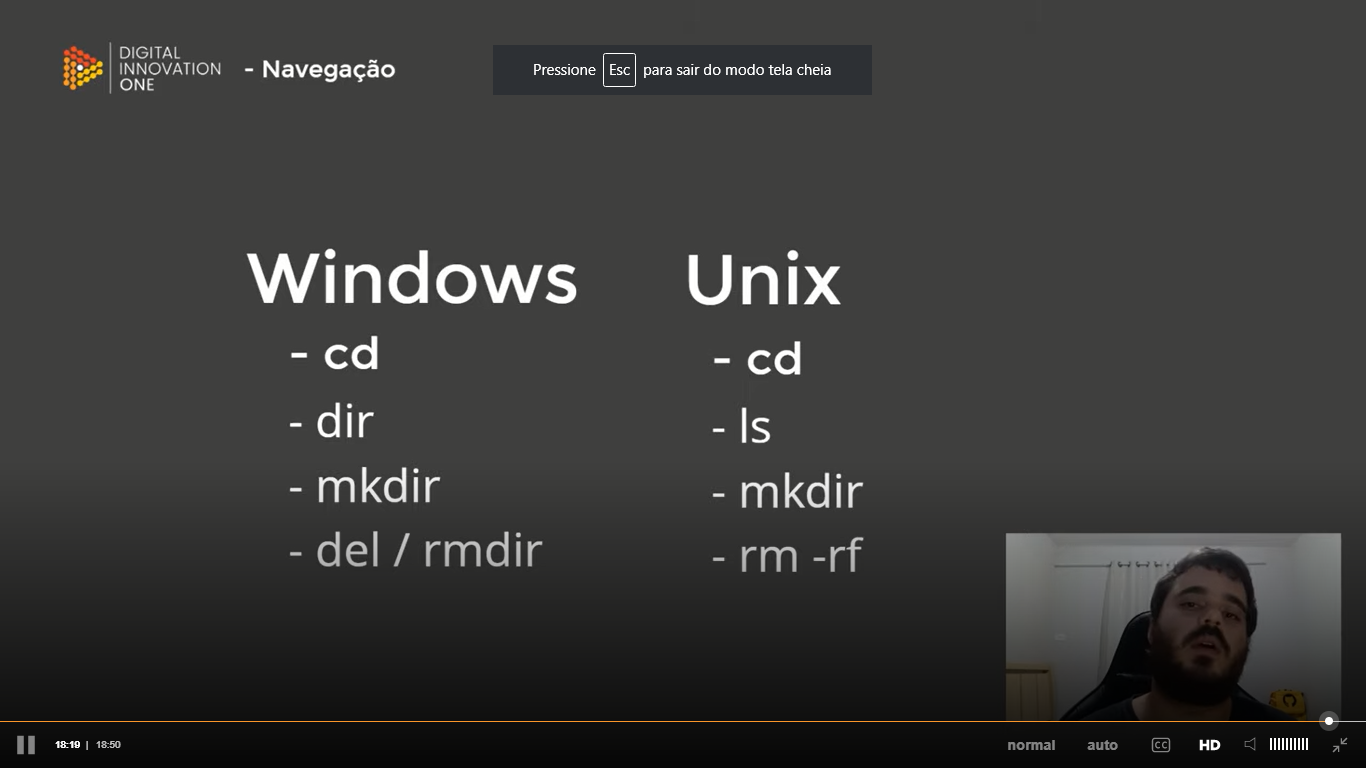 DIGITAL
INNOVATION
ONE
- Navegação
Pressione Esc para sair do modo tela cheia
Windows
- cd
- dir
- mkdir
- del / rmdir
Unix
- cd
- ls
- mkdir
- rm -rf
18:19 | 18:50
normal auto CC HD